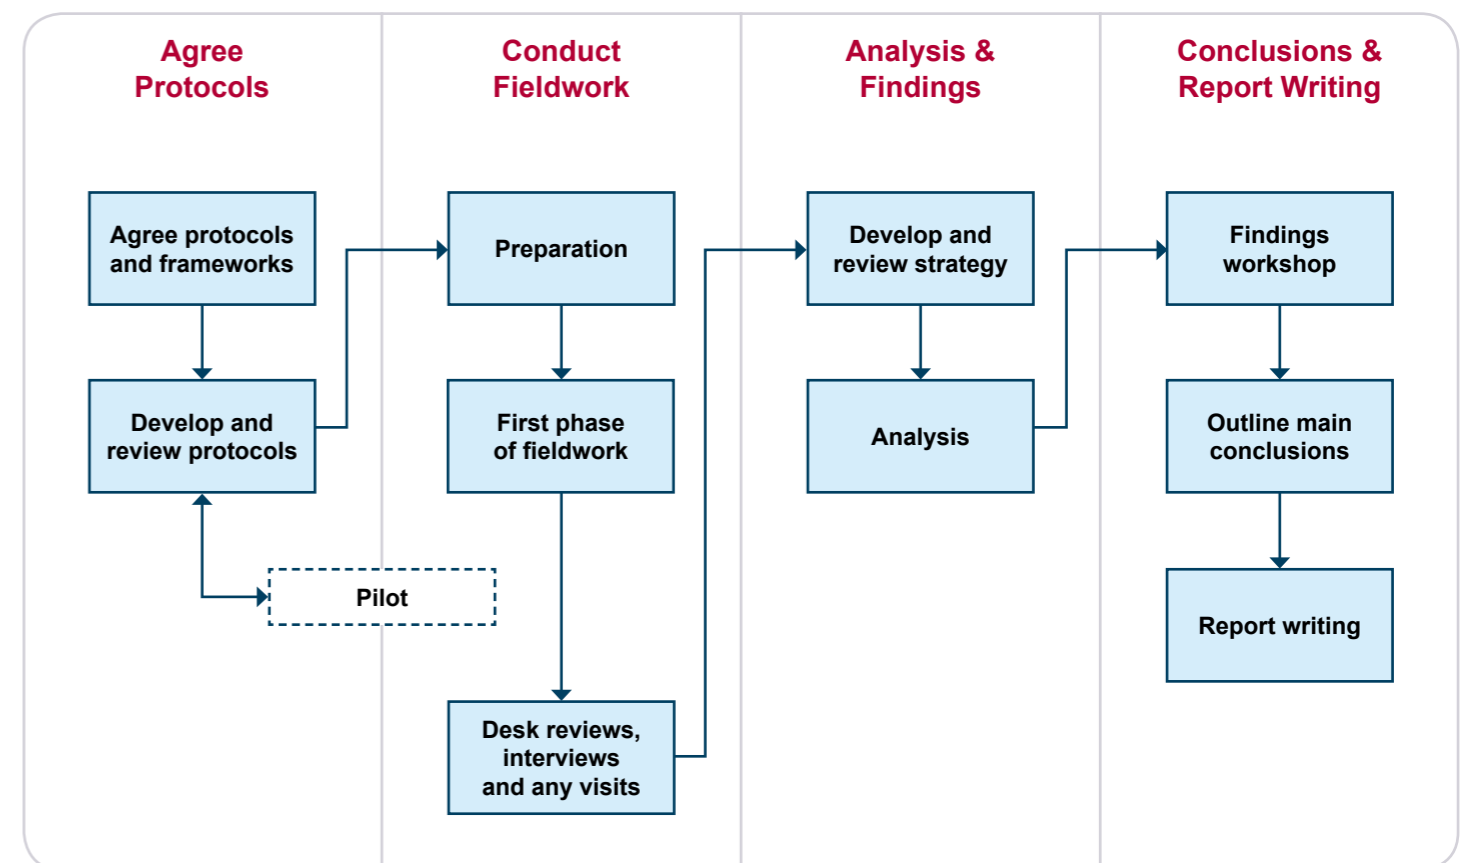 Agree
Protocols
Conduct
Fieldwork
Analysis &
Findings
Conclusions &
Report Writing
Agree protocols
and frameworks
Develop and
review protocols
Pilot
Preparation
First phase
of fieldwork
Desk reviews,
interviews
and any visits
Develop and
review strategy
Analysis
Findings
workshop
Outline main
conclusions
Report writing